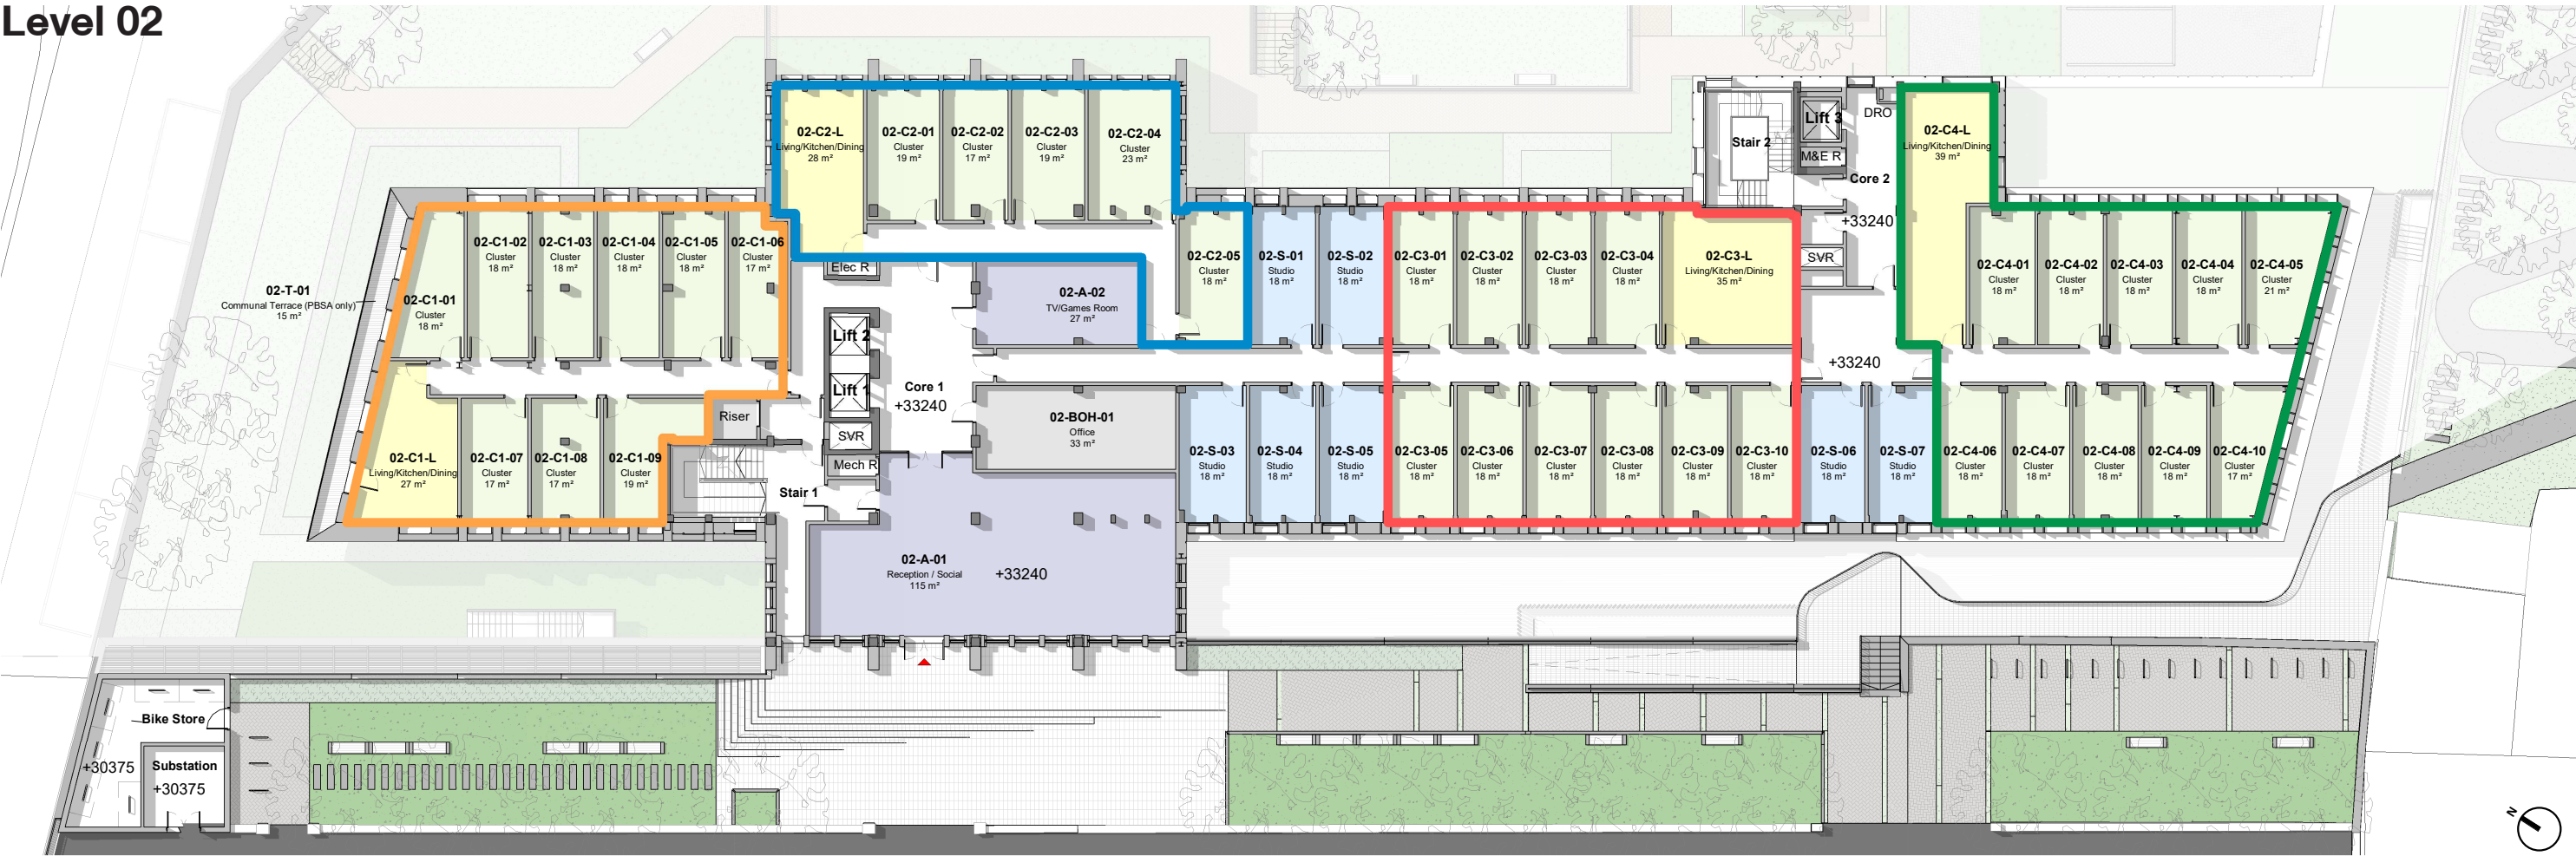 Level 02
02-C2-L
Living/Kitchen/Dining
28 m²
02-C2-01
Cluster
19 m²
02-C2-02
Cluster
17 m²
02-C2-03
Cluster
19 m²
02-C2-04
Cluster
23 m²
Stair 2
Lift 3
M&E R
DRO
Core 2
+33240
SVR
02-C4-L
Living/Kitchen/Dining
39 m²
02-T-01
Communal Terrace (PBSA only)
15 m²
02-C1-01
Cluster
18 m²
02-C1-02
Cluster
18 m²
02-C1-03
Cluster
18 m²
02-C1-04
Cluster
18 m²
02-C1-05
Cluster
18 m²
02-C1-06
Cluster
17 m²
Elec R
02-A-02
TV/Games Room
27 m²
02-C2-05
Cluster
18 m²
02-S-01
Studio
18 m²
02-S-02
Studio
18 m²
02-C3-01
Cluster
18 m²
02-C3-02
Cluster
18 m²
02-C3-03
Cluster
18 m²
02-C3-04
Cluster
18 m²
02-C3-L
Living/Kitchen/Dining
35 m²
02-C4-01
Cluster
18 m²
02-C4-02
Cluster
18 m²
02-C4-03
Cluster
18 m²
02-C4-04
Cluster
18 m²
02-C4-05
Cluster
21 m²
Lift 2
Lift 1
Core 1
+33240
+33240
Riser
SVR
Mech R
Stair 1
02-BOH-01
Office
33 m²
02-C1-L
Living/Kitchen/Dining
27 m²
02-C1-07
Cluster
17 m²
02-C1-08
Cluster
17 m²
02-C1-09
Cluster
19 m²
02-S-03
Studio
18 m²
02-S-04
Studio
18 m²
02-S-05
Studio
18 m²
02-C3-05
Cluster
18 m²
02-C3-06
Cluster
18 m²
02-C3-07
Cluster
18 m²
02-C3-08
Cluster
18 m²
02-C3-09
Cluster
18 m²
02-C3-10
Cluster
18 m²
02-S-06
Studio
18 m²
02-S-07
Studio
18 m²
02-C4-06
Cluster
18 m²
02-C4-07
Cluster
18 m²
02-C4-08
Cluster
18 m²
02-C4-09
Cluster
18 m²
02-C4-10
Cluster
17 m²
02-A-01
Reception / Social
115 m²
+33240
Bike Store
+30375
Substation
+30375
N